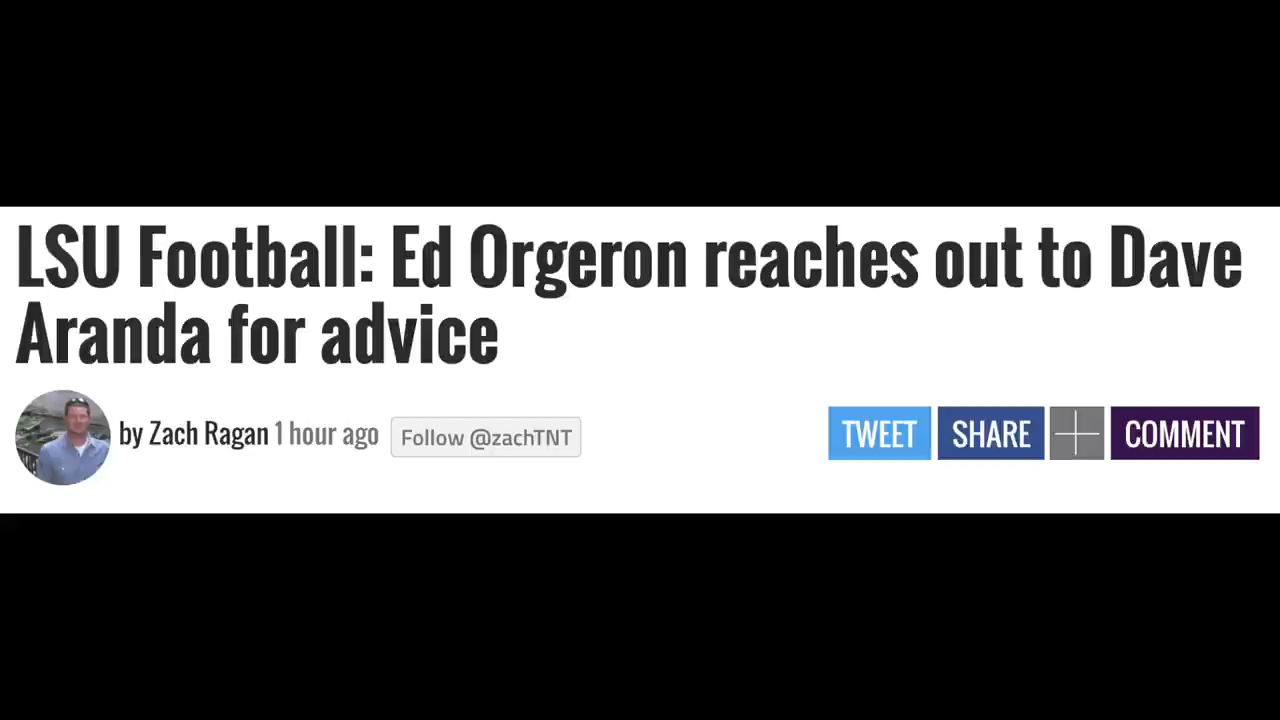 LSU Football: Ed Orgeron reaches out to Dave
Aranda for advice
by Zach Ragan 1 hour ago Follow @zachTNT TWEET SHARE COMMENT